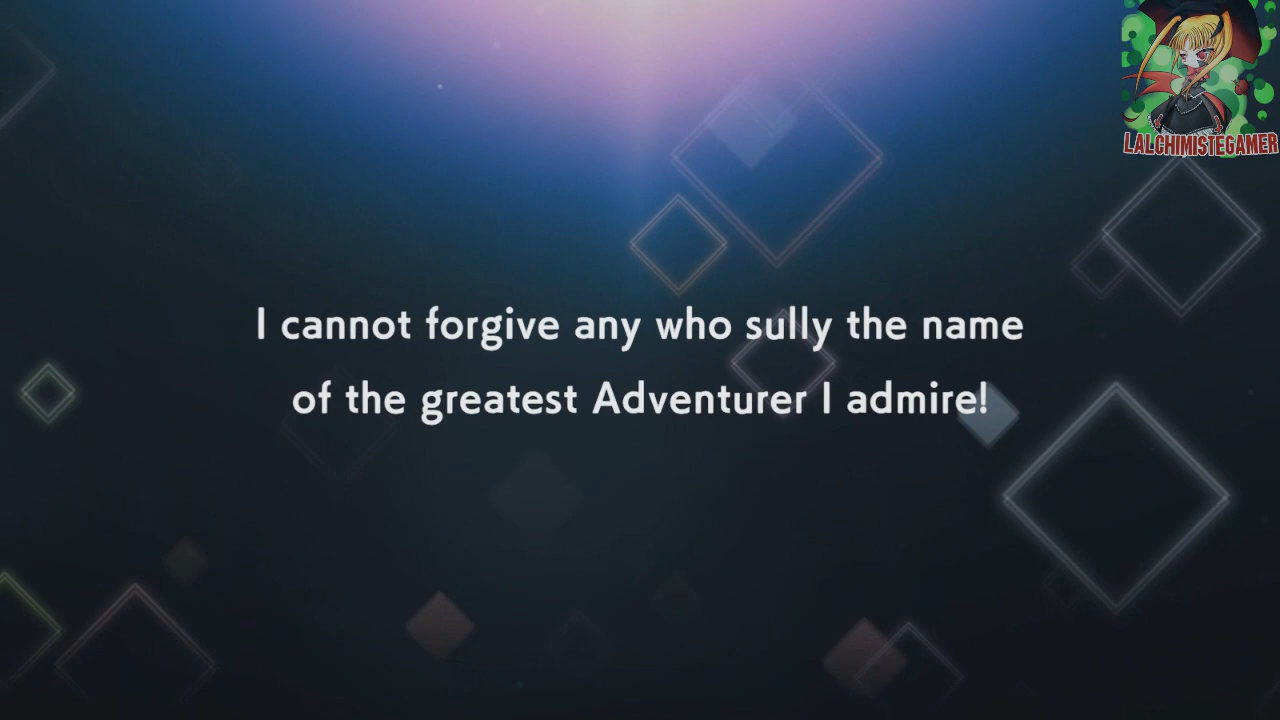 LALCHIMISTEGAMER
I cannot forgive any who sully the name
of the greatest Adventurer I admire!